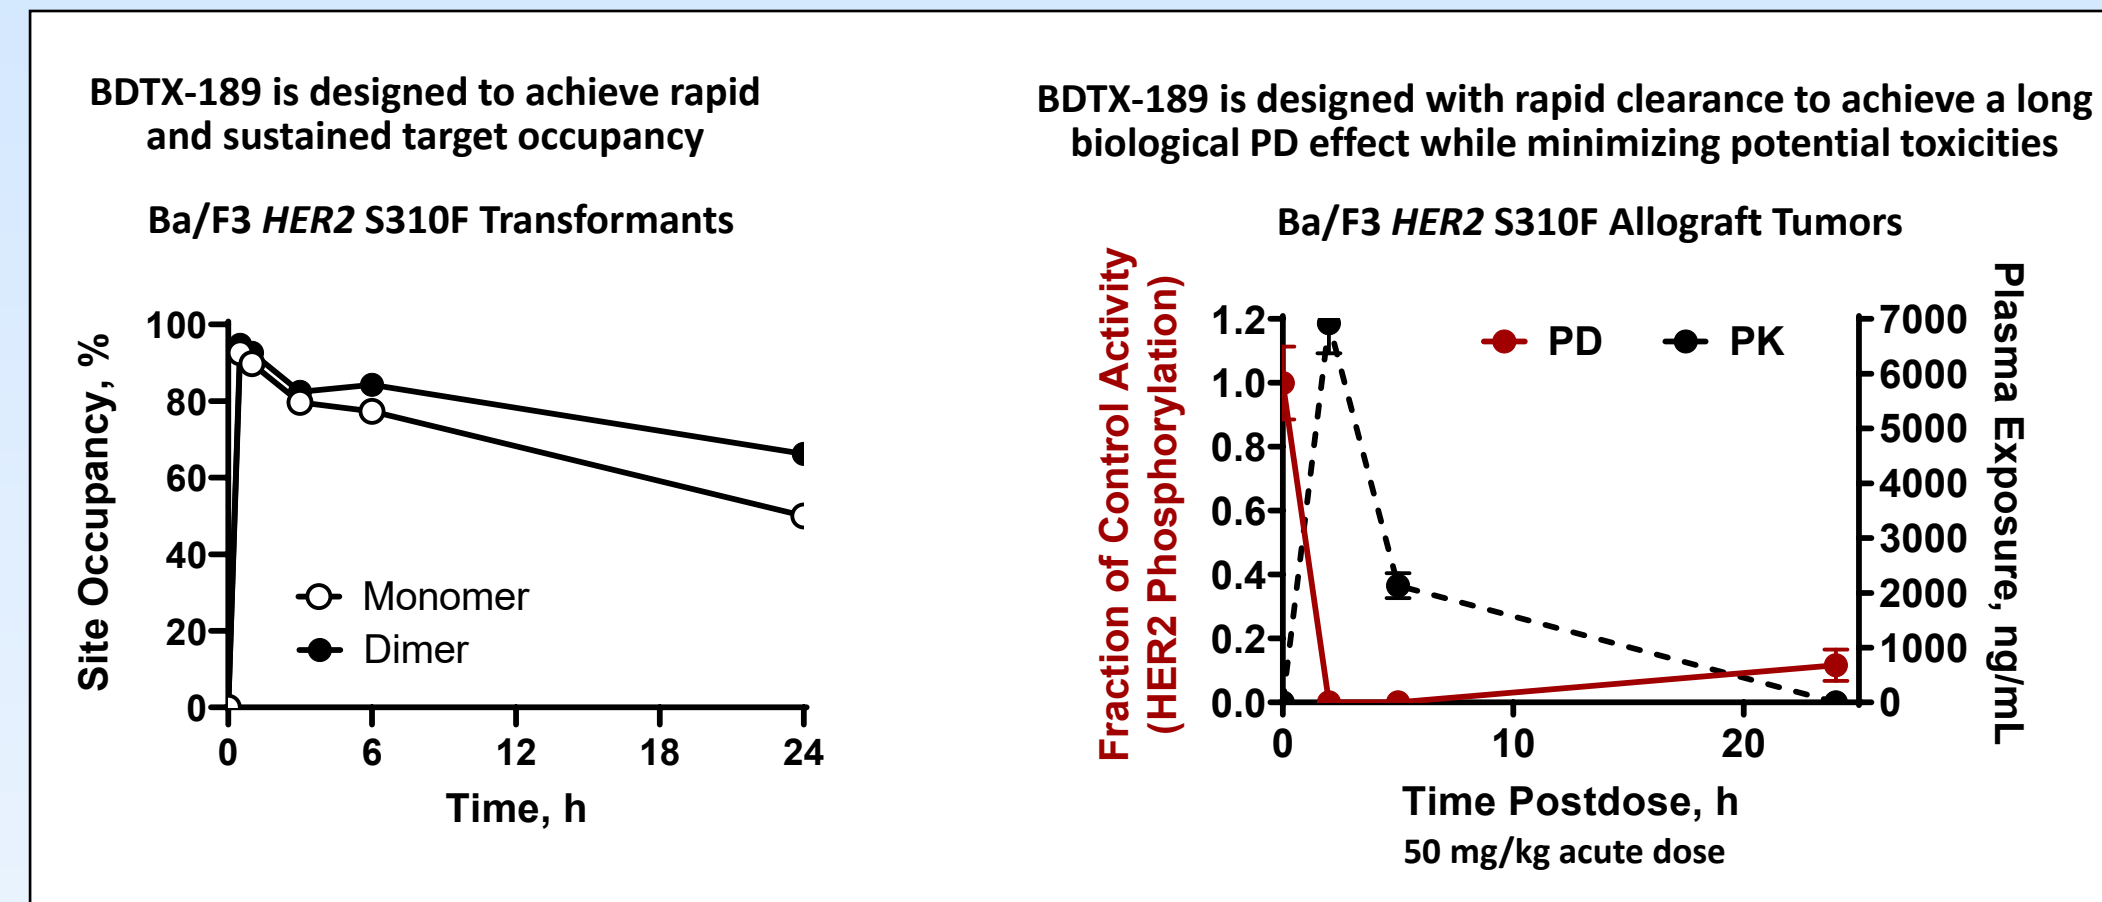 BDTX-189 is designed to achieve rapid
and sustained target occupancy
Ba/F3 HER2 S310F Transformants
Site Occupancy, %
100
80
60
40
20
0
Monomer
Dimer
0 6 12 18 24
Time, h
BDTX-189 is designed with rapid clearance to achieve a long
biological PD effect while minimizing potential toxicities
Ba/F3 HER2 S310F Allograft Tumors
Fraction of Control Activity
(HER2 Phosphorylation)
1.2
1.0
0.8
0.6
0.4
0.2
0.0
PD PK
7000
6000
5000
4000
3000
2000
1000
0
Plasma Exposure, ng/mL
0 10 20
Time Postdose, h
50 mg/kg acute dose